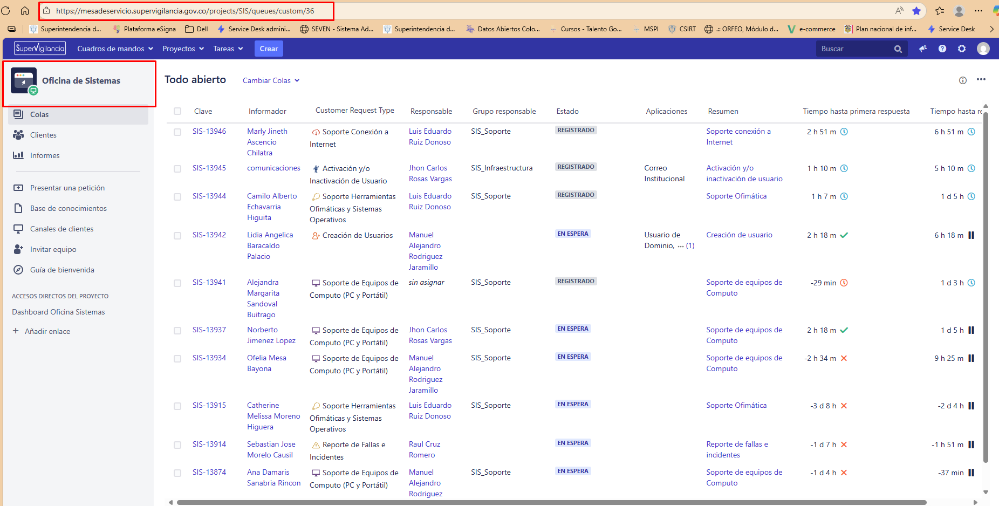 https://mesadeservicio.supervigilancia.gov.co/projects/SIS/queues/custom/36
Superintendencia d...
Plataforma eSigna
Dell
Service Desk admini...
SEVEN - Sistema Ad...
Superintendencia d...
Datos Abiertos Colo...
Cursos - Talento Go...
MSPI
CSIRT
.:: ORFEO, Módulo d...
e-commerce
Plan nacional de inf...
Service Desk
SuperVigilancia
Cuadros de mandos
Proyectos
Tareas
Crear
Buscar
Oficina de Sistemas
Colas
Clientes
Informes
Presentar una petición
Base de conocimientos
Canales de clientes
Invitar equipo
Guía de bienvenida
ACCESOS DIRECTOS DEL PROYECTO
Dashboard Oficina Sistemas
+ Añadir enlace
Todo abierto
Cambiar Colas
Clave Informador Customer Request Type Responsable Grupo responsable Estado Aplicaciones Resumen Tiempo hasta primera respuesta Tiempo hasta re
SIS-13946 Marly Jineth Soporte Conexión a Luis Eduardo SIS_Soporte REGISTRADO Soporte conexión a 2 h 51 m 6 h 51 m
Ascencio Internet Ruiz Donoso Internet
Chilatra
SIS-13945 comunicaciones Activación y/o Jhon Carlos SIS_Infraestructura REGISTRADO Correo Activación y/o 1 h 10 m 5 h 10 m
Inactivación de Usuario Rosas Vargas Institucional inactivación de usuario
SIS-13944 Camilo Alberto Soporte Herramientas Luis Eduardo SIS_Soporte REGISTRADO Soporte Ofimática 1 h 7 m 1 d 5 h
Echavarria Ofimáticas y Sistemas Ruiz Donoso
Higuita Operativos
SIS-13942 Lidia Angelica Creación de Usuarios Manuel EN ESPERA Usuario de Creación de usuario 2 h 18 m 6 h 18 m
Baracaldo Alejandro Dominio, ... (1)
Palacio Rodriguez
Jaramillo
SIS-13941 Alejandra Soporte de Equipos de sin asignar SIS_Soporte REGISTRADO Soporte de equipos de -29 min 1 d 3 h
Margarita Computo (PC y Portátil) Computo
Sandoval
Buitrago
SIS-13937 Norberto Soporte de Equipos de Jhon Carlos SIS_Soporte EN ESPERA Soporte de equipos de 2 h 18 m 1 d 5 h
Jimenez Lopez Computo (PC y Portátil) Rosas Vargas Computo
SIS-13934 Ofelia Mesa Soporte de Equipos de Manuel SIS_Soporte EN ESPERA Soporte de equipos de -2 h 34 m 9 h 25 m
Bayona Computo (PC y Portátil) Alejandro Computo
Rodriguez
Jaramillo
SIS-13915 Catherine Soporte Herramientas Luis Eduardo SIS_Soporte EN ESPERA Soporte Ofimática -3 d 8 h -2 d 4 h
Melissa Moreno Ofimáticas y Sistemas Ruiz Donoso
Higuera Operativos
SIS-13914 Sebastian Jose Reporte de Fallas e Raul Cruz EN ESPERA Reporte de fallas e -1 d 7 h -1 h 51 m
Morelo Causil Incidentes Romero incidentes
SIS-13874 Ana Damaris Soporte de Equipos de Manuel SIS_Soporte EN ESPERA Soporte de equipos de -1 d 4 h -37 min
Sanabria Rincon Computo (PC y Portátil) Alejandro Computo
Rodriguez